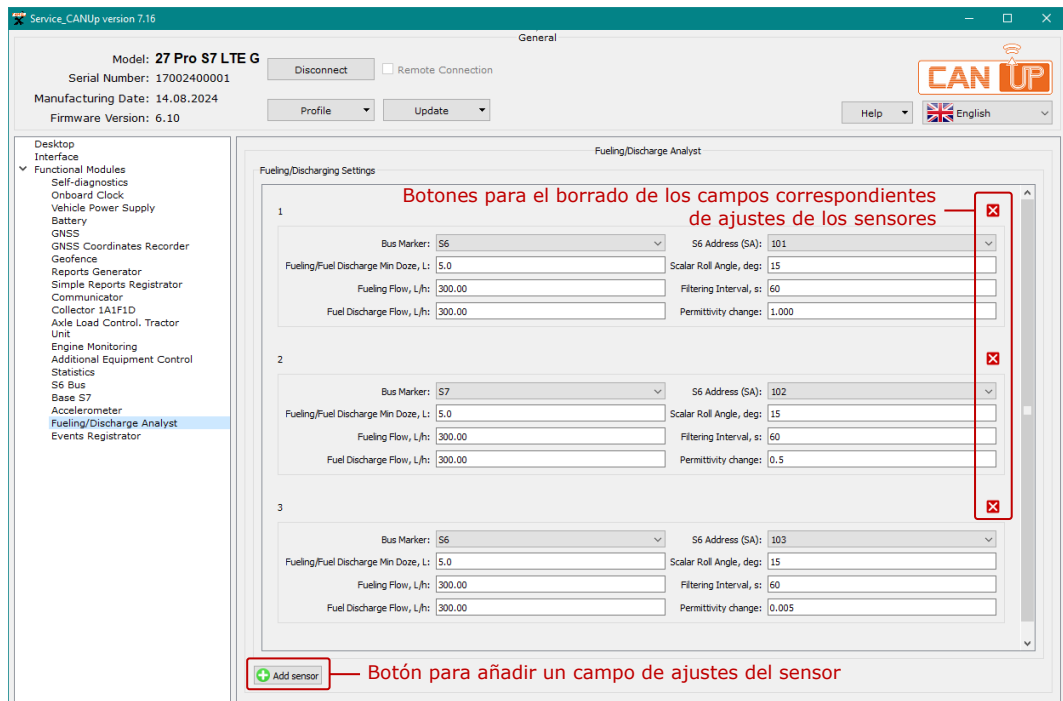 Service_CANUp version 7.16
General
Model: 27 Pro S7 LTE G
Serial Number: 17002400001
Manufacturing Date: 14.08.2024
Firmware Version: 6.10
Disconnect
Remote Connection
Profile
Update
CAN UP
Help
English
Desktop
Interface
Functional Modules
Self-diagnostics
Onboard Clock
Vehicle Power Supply
Battery
GNSS
GNSS Coordinates Recorder
Geofence
Reports Generator
Simple Reports Registrator
Communicator
Collector 1A1F1D
Axle Load Control. Tractor
Unit
Engine Monitoring
Additional Equipment Control
Statistics
S6 Bus
Base S7
Accelerometer
Fueling/Discharge Analyst
Events Registrator
Fueling/Discharge Analyst
Fueling/Discharging Settings
Botones para el borrado de los campos correspondientes
de ajustes de los sensores
1
Bus Marker: S6 S6 Address (SA): 101
Fueling/Fuel Discharge Min Doze, L: 5.0 Scalar Roll Angle, deg: 15
Fueling Flow, L/h: 300.00 Filtering Interval, s: 60
Fuel Discharge Flow, L/h: 300.00 Permittivity change: 1.000
2
Bus Marker: S7 S6 Address (SA): 102
Fueling/Fuel Discharge Min Doze, L: 5.0 Scalar Roll Angle, deg: 15
Fueling Flow, L/h: 300.00 Filtering Interval, s: 60
Fuel Discharge Flow, L/h: 300.00 Permittivity change: 0.5
3
Bus Marker: S6 S6 Address (SA): 103
Fueling/Fuel Discharge Min Doze, L: 5.0 Scalar Roll Angle, deg: 15
Fueling Flow, L/h: 300.00 Filtering Interval, s: 60
Fuel Discharge Flow, L/h: 300.00 Permittivity change: 0.005
Add sensor
Botón para añadir un campo de ajustes del sensor